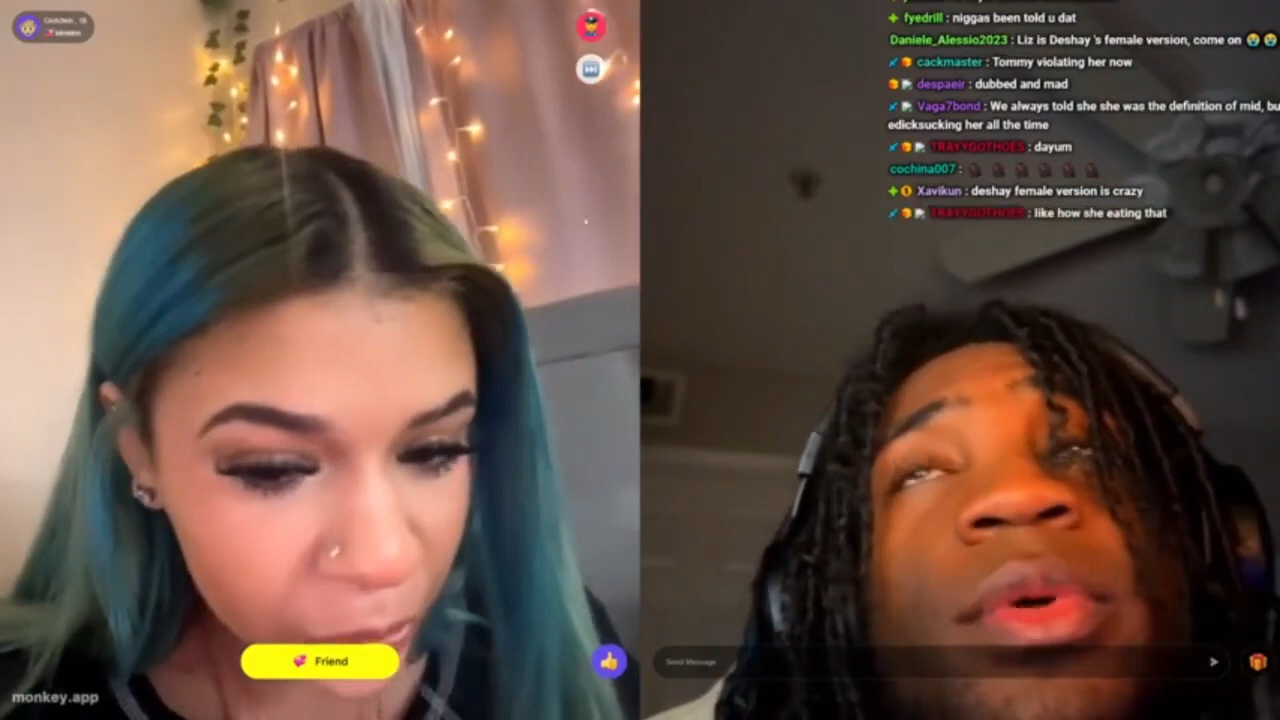 fyedrill : niggas been told u dat
Daniele_Alessio2023 : Liz is Deshay 's female version, come on
cackmaster : Tommy violating her now
despaeir : dubbed and mad
Vaga7bond : We always told she she was the definition of mid, bu
edicksucking her all the time
TRAYYGOTHOES : dayum
cochina007 :
Xavikun : deshay female version is crazy
TRAYYGOTHOES : like how she eating that
Friend
Send Message
monkey.app